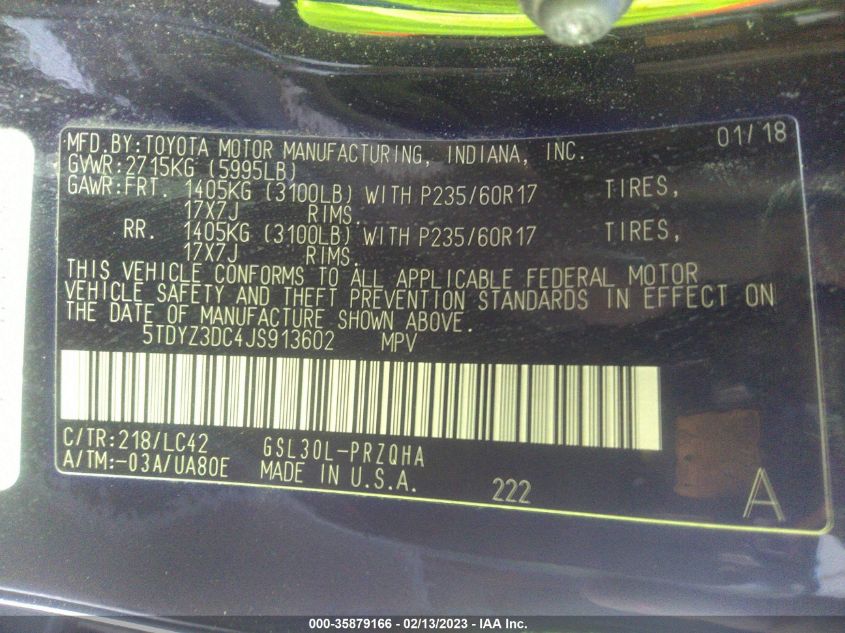 MFD.BY:TOYOTA MOTOR MANUFACTURING, INDIANA, INC. 01/18
GVWR:2715KG (5995LB)
GAWR:FRT. 1405KG (3100LB) WITH P235/60R17 TIRES,
17X7J RIMS.
RR. 1405KG (3100LB) WITH P235/60R17 TIRES,
17X7J RIMS.
THIS VEHICLE CONFORMS TO ALL APPLICABLE FEDERAL MOTOR
VEHICLE SAFETY AND THEFT PREVENTION STANDARDS IN EFFECT ON
THE DATE OF MANUFACTURE SHOWN ABOVE.
5TDYZ3DC4JS913602 MPV
C/TR:218/LC42 GSL30L-PRZQHA
A/TM:-03A/UA80E MADE IN U.S.A. 222 A
000-35879166 - 02/13/2023 - IAA Inc.